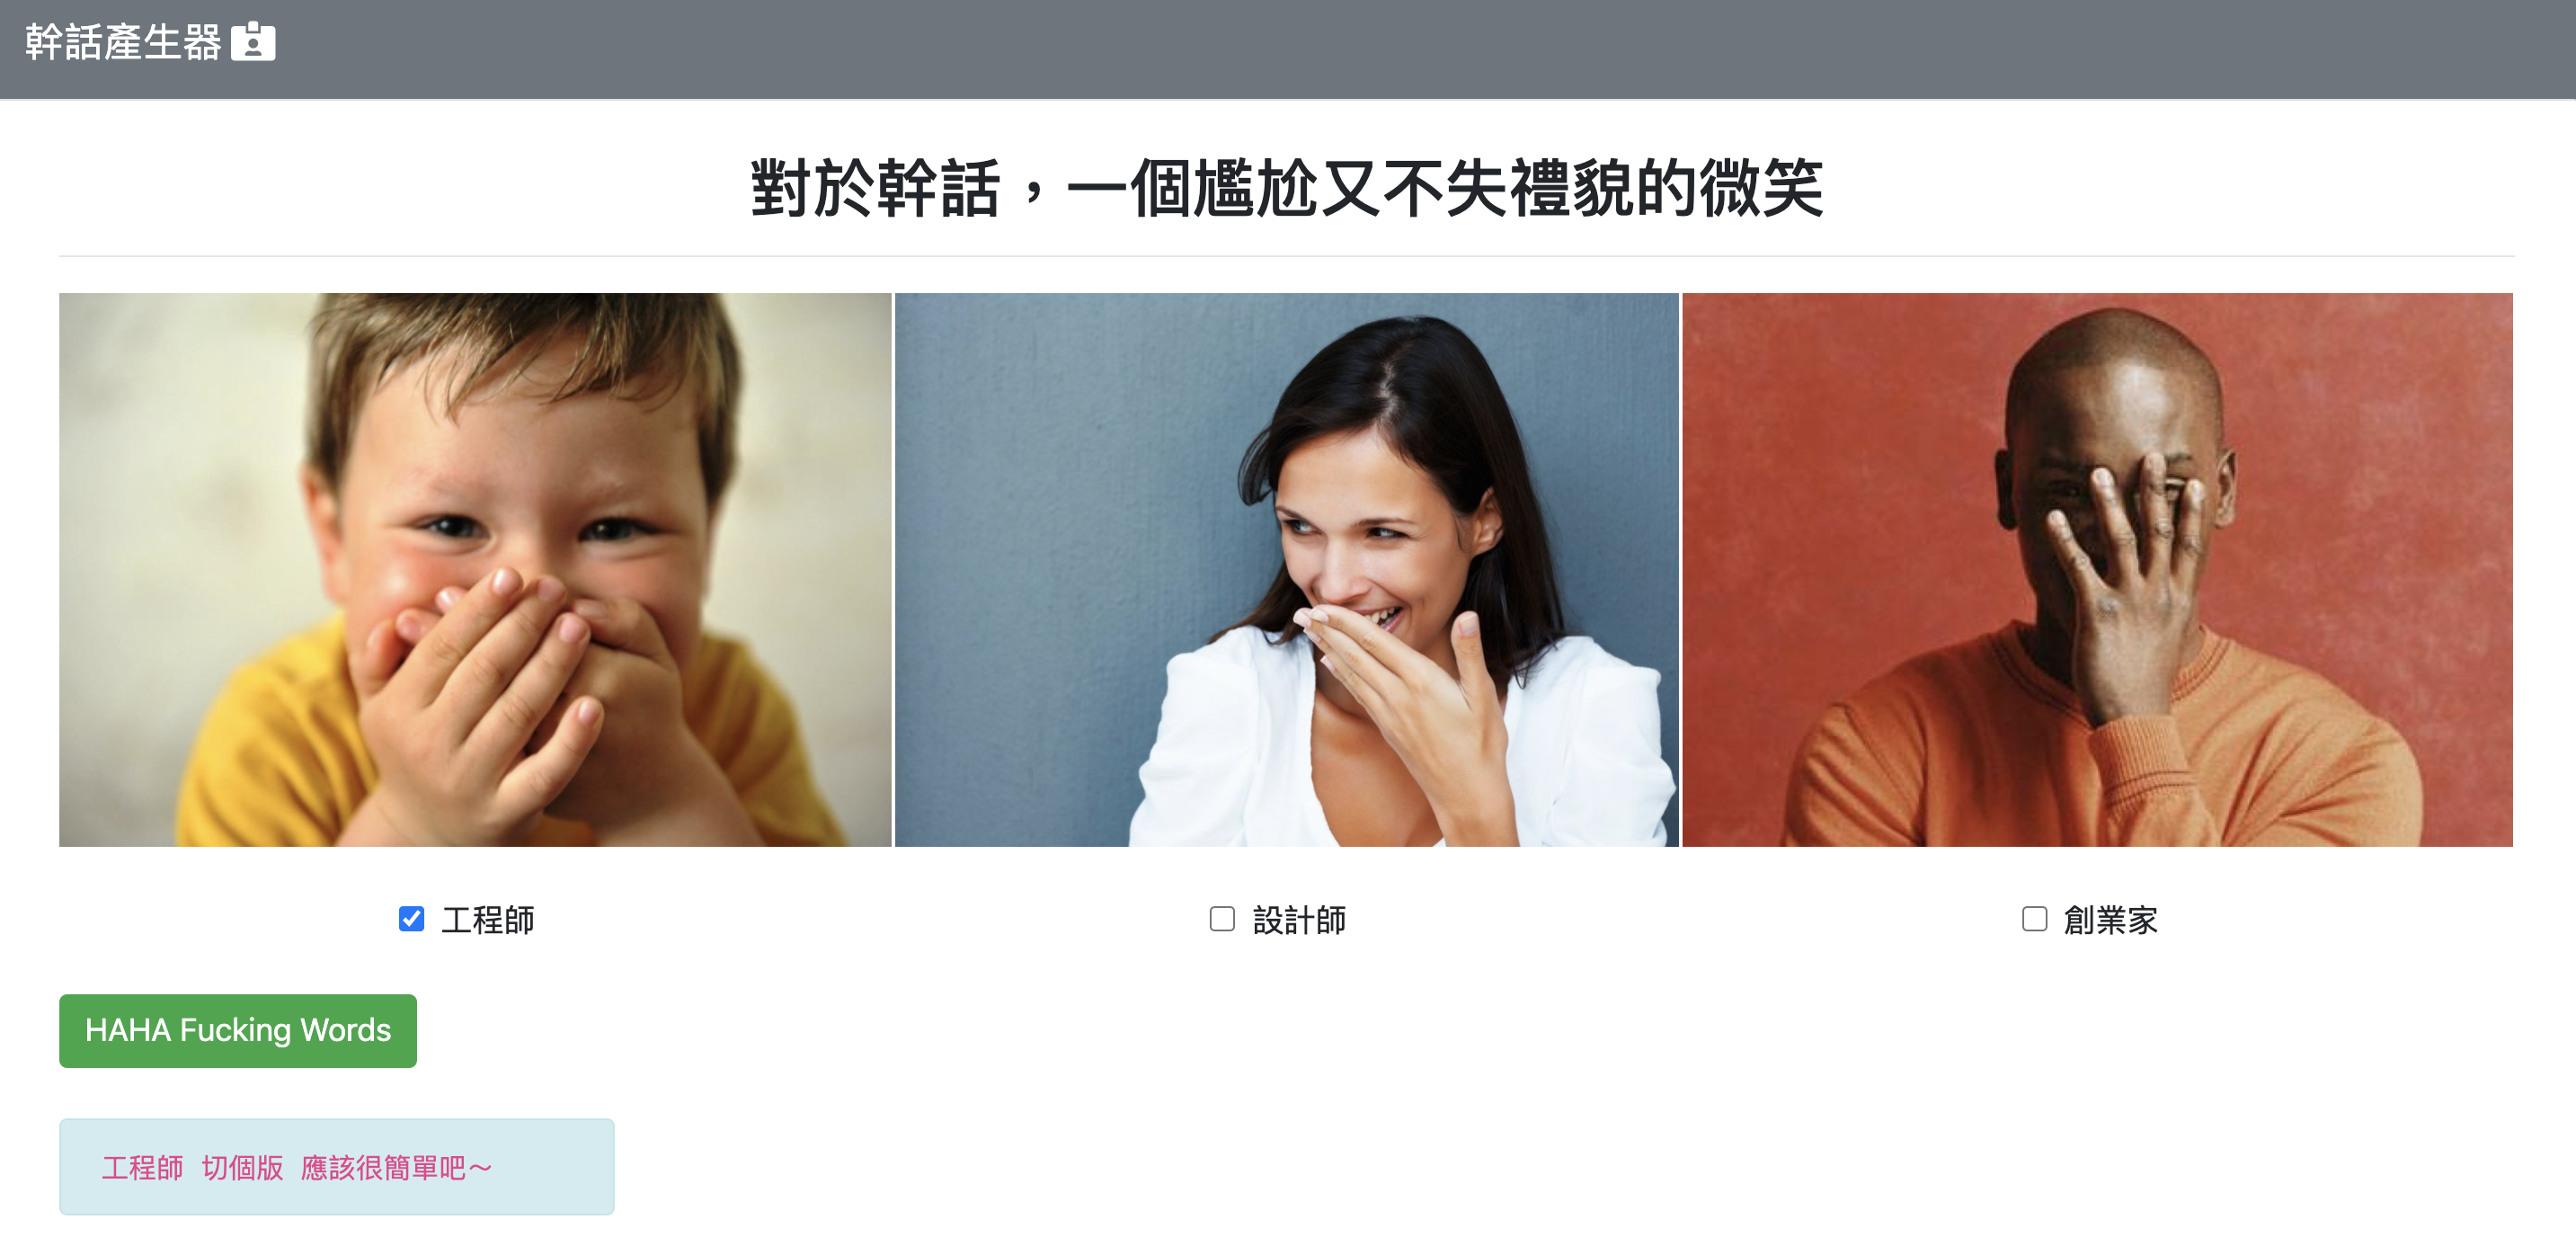 幹話產生器
對於幹話，一個尷尬又不失禮貌的微笑
工程師
設計師
創業家
HAHA Fucking Words
工程師 切個版 應該很簡單吧～